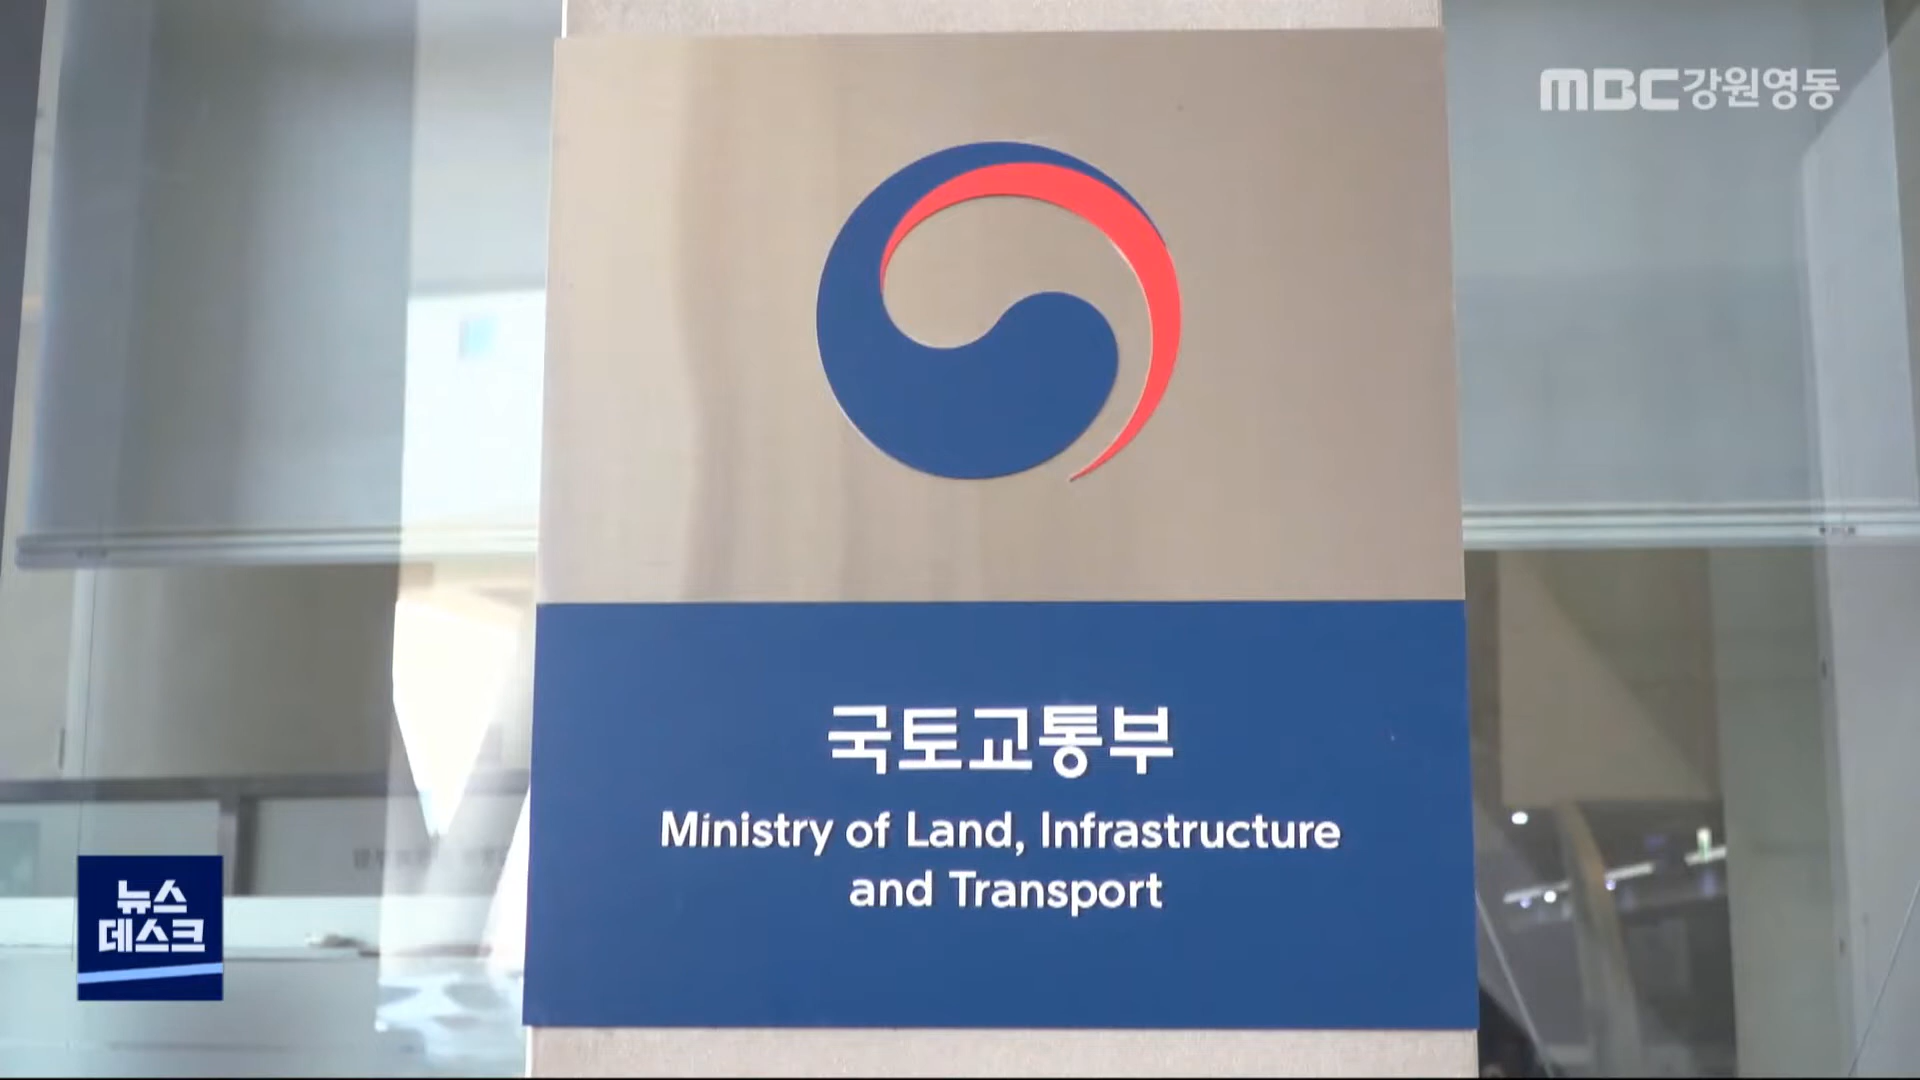 MBC강원영동
국토교통부
Ministry of Land, Infrastructure
and Transport
뉴스
데스크